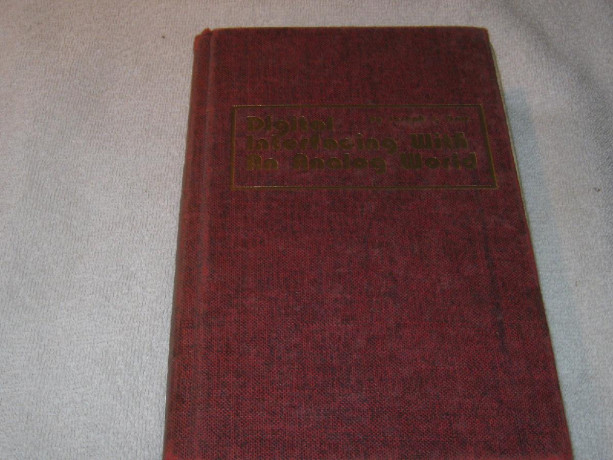 Digital
Interfacing With
An Analog World